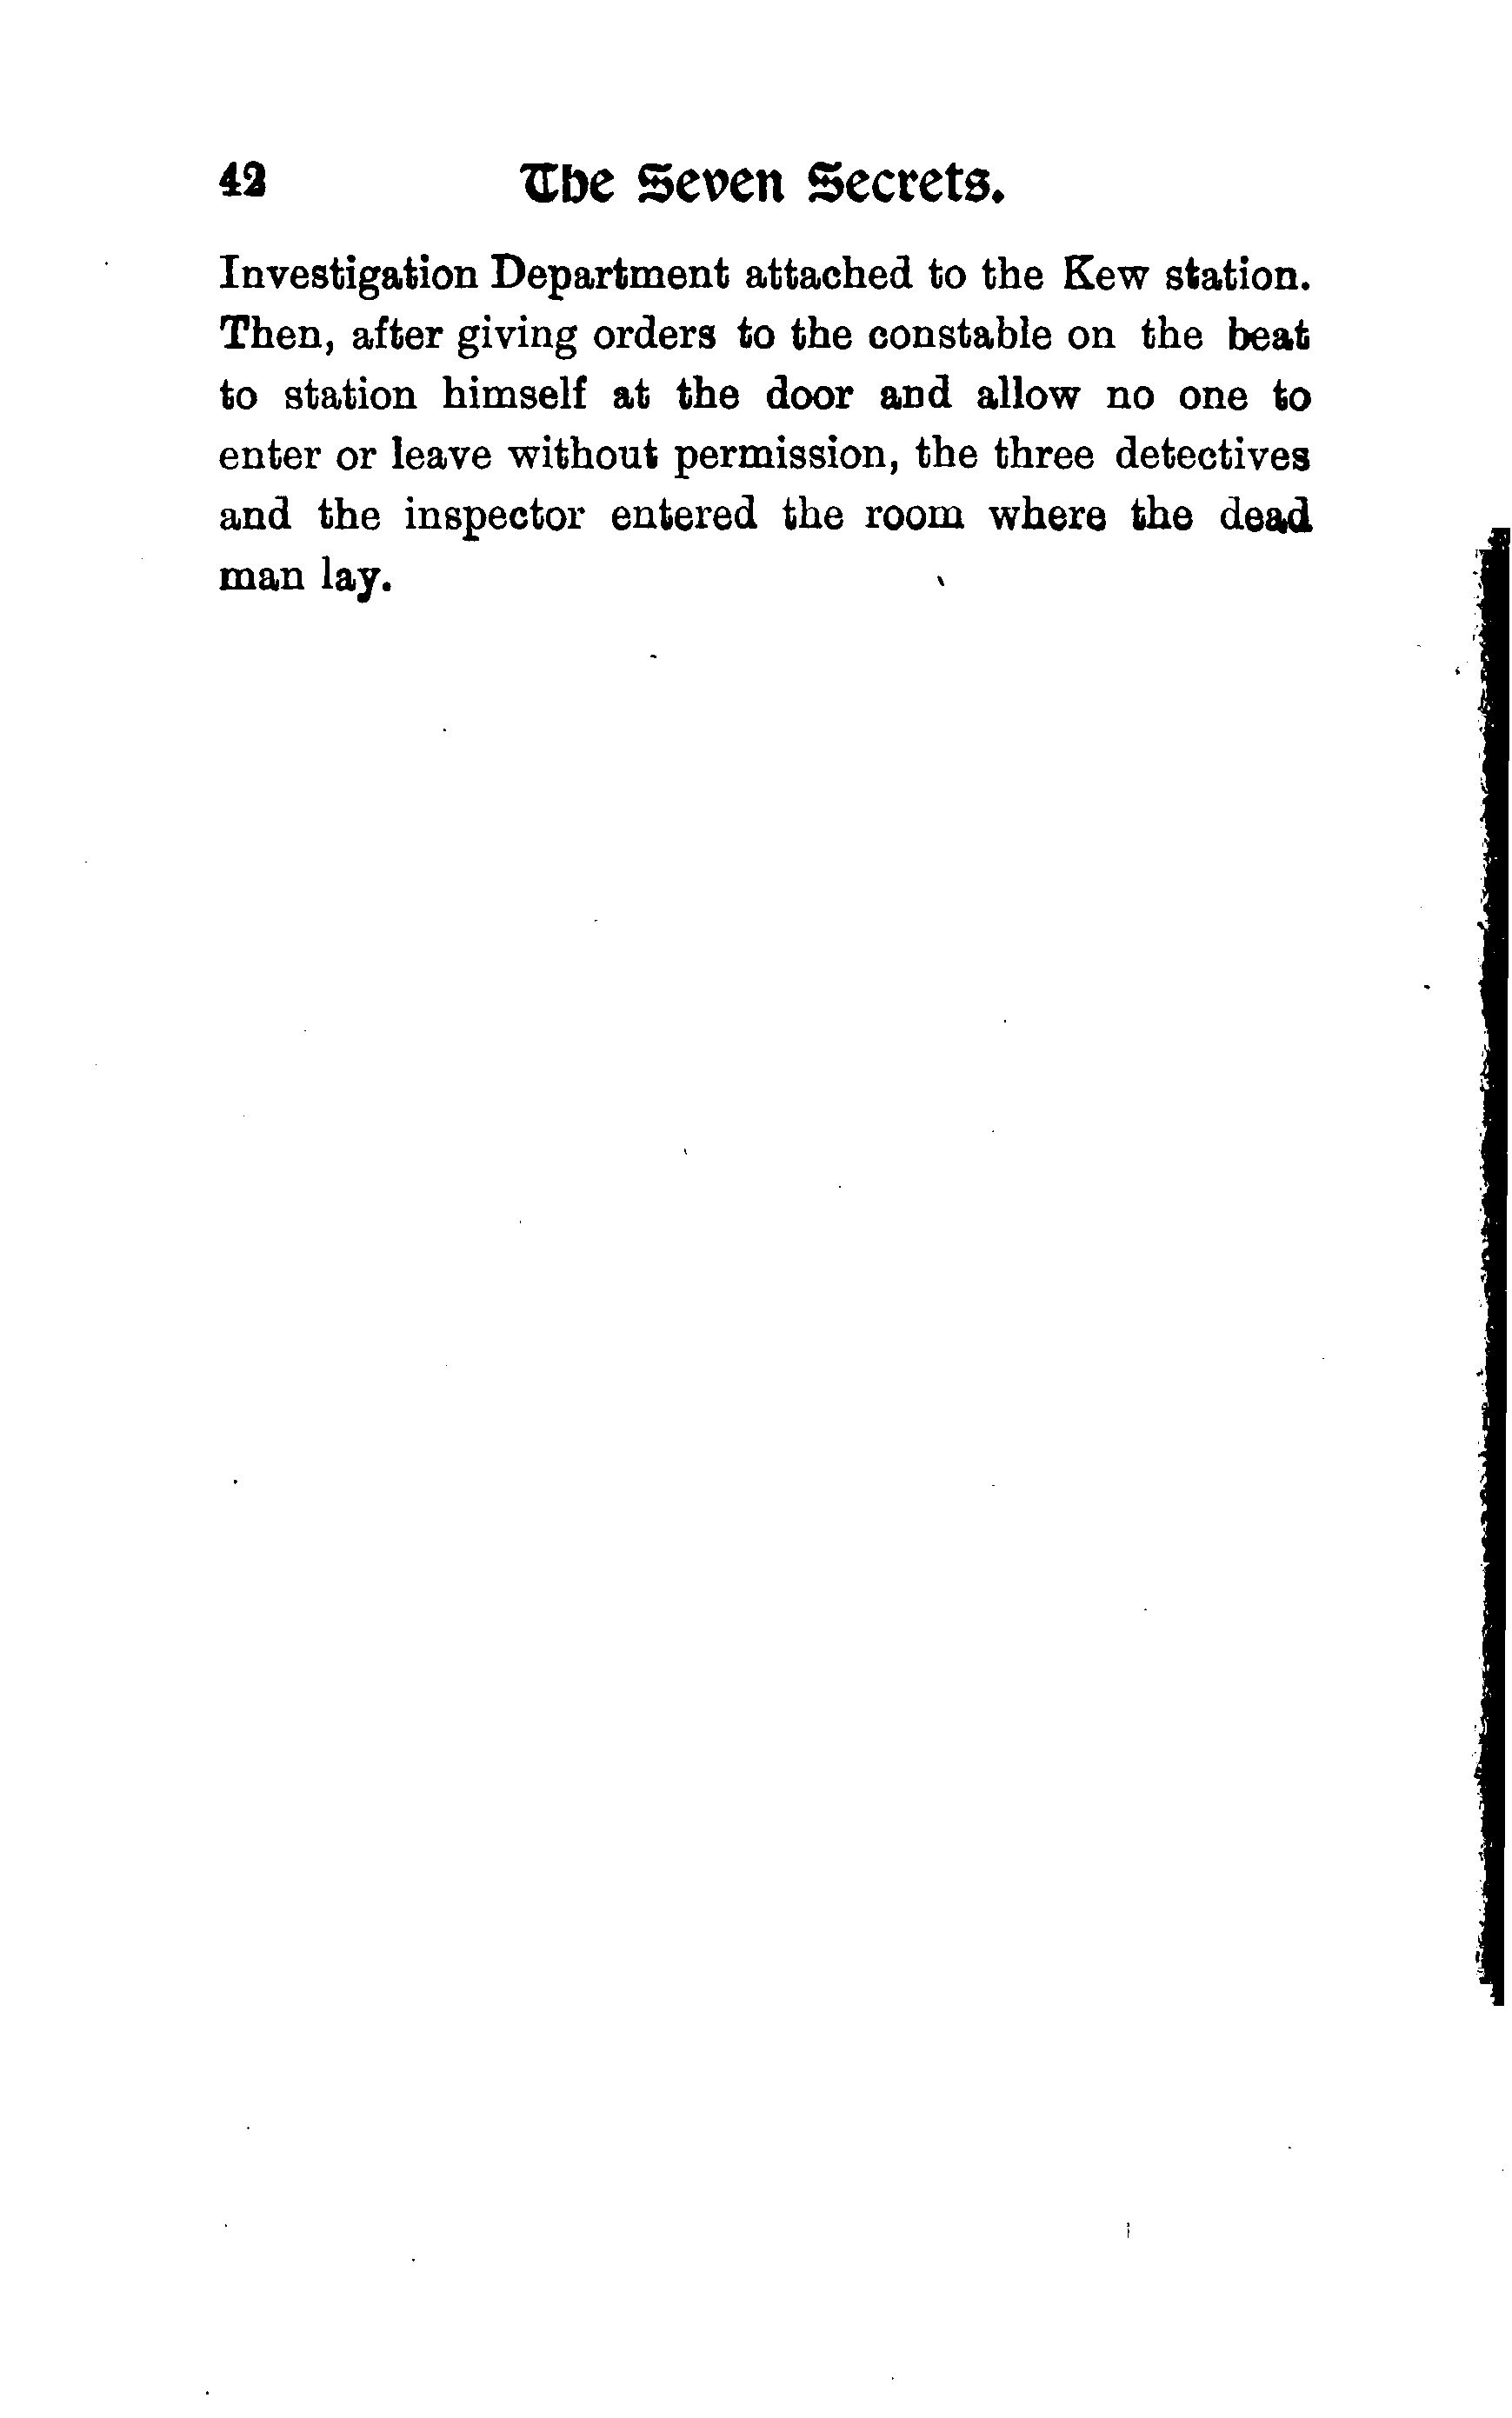 42 The Seven Secrets.
Investigation Department attached to the Kew station.
Then, after giving orders to the constable on the beat
to station himself at the door and allow no one to
enter or leave without permission, the three detectives
and the inspector entered the room where the dead
man lay.